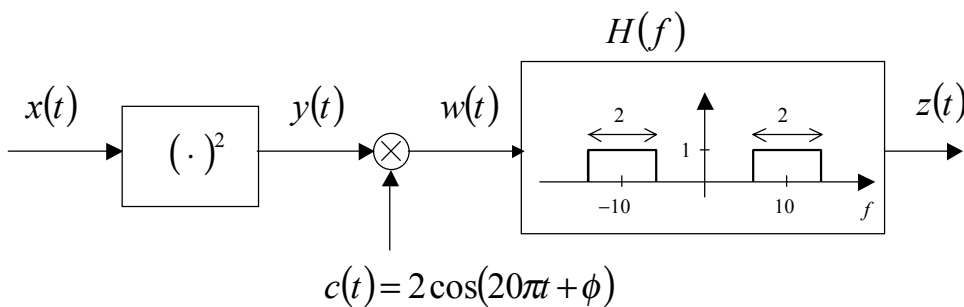 H(f)
x(t)
y(t)
w(t)
z(t)
(·)²
2
2
1
−10
10
f
c(t) = 2cos(20πt + ϕ)